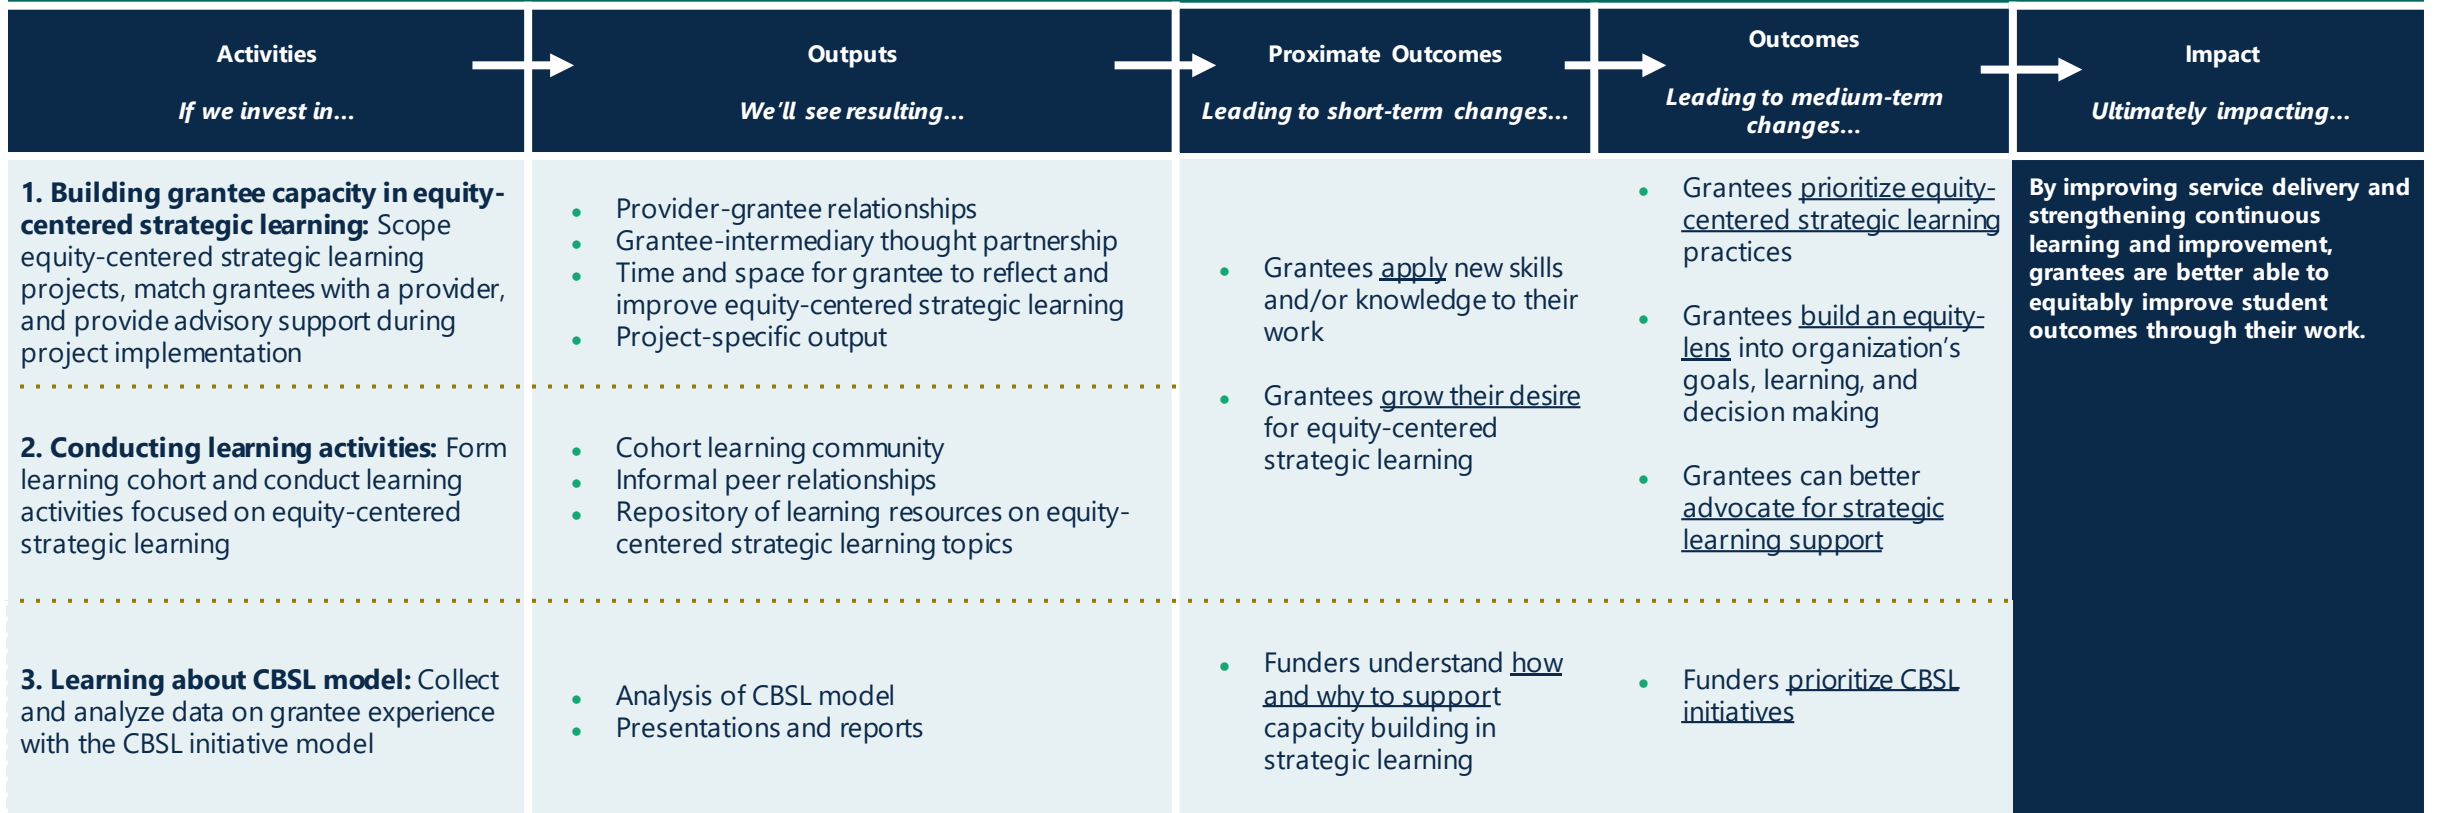 Activities
If we invest in...
Outputs
We'll see resulting...
Proximate Outcomes
Leading to short-term changes...
Outcomes
Leading to medium-term
changes...
Impact
Ultimately impacting...
1. Building grantee capacity in equity-
centered strategic learning: Scope
equity-centered strategic learning
projects, match grantees with a provider,
and provide advisory support during
project implementation
• Provider-grantee relationships
• Grantee-intermediary thought partnership
• Time and space for grantee to reflect and
improve equity-centered strategic learning
• Project-specific output
2. Conducting learning activities: Form
learning cohort and conduct learning
activities focused on equity-centered
strategic learning
• Cohort learning community
• Informal peer relationships
• Repository of learning resources on equity-
centered strategic learning topics
• Grantees apply new skills
and/or knowledge to their
work
• Grantees grow their desire
for equity-centered
strategic learning
• Grantees prioritize equity-
centered strategic learning
practices
• Grantees build an equity-
lens into organization's
goals, learning, and
decision making
• Grantees can better
advocate for strategic
learning support
3. Learning about CBSL model: Collect
and analyze data on grantee experience
with the CBSL initiative model
• Analysis of CBSL model
• Presentations and reports
• Funders understand how
and why to support
capacity building in
strategic learning
• Funders prioritize CBSL
initiatives
By improving service delivery and
strengthening continuous
learning and improvement,
grantees are better able to
equitably improve student
outcomes through their work.